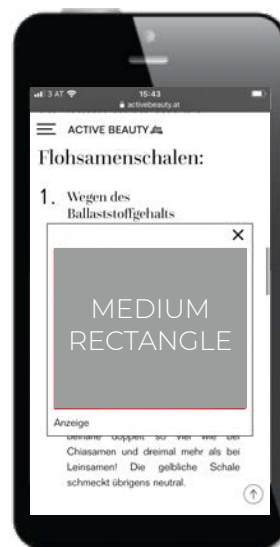 3 AT
15:43
activebeauty.at
ACTIVE BEAUTY
Flohsamenschalen:
1. Wegen des
Ballaststoffgehalts
MEDIUM
RECTANGLE
Anzeige
beinahe doppelt so viel wie bei
Chiasamen und dreimal mehr als bei
Leinsamen! Die gelbliche Schale
schmeckt übrigens neutral.